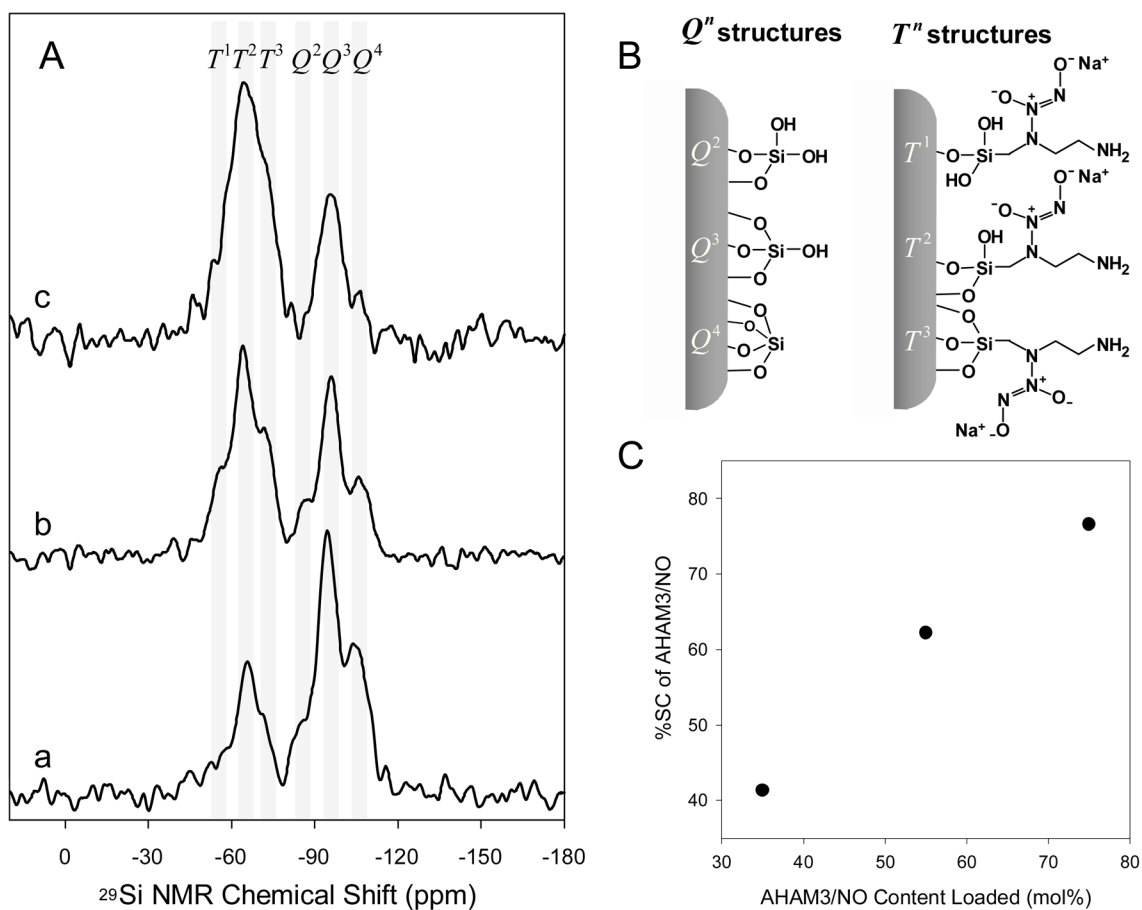 A
T¹ T² T³ Q² Q³ Q⁴
c
b
a
0 -30 -60 -90 -120 -150 -180
²⁹Si NMR Chemical Shift (ppm)
B
Qⁿ structures
Tⁿ structures
Q²
O Si OH
OH
O
Q³
O
O Si OH
O
Q⁴
O
O
O Si
O
T¹
O⁻ Na⁺
⁻O N⁺ N
OH
N
O Si
NH₂
HO
T²
O⁻ Na⁺
⁻O N⁺ N
OH
N
O Si
NH₂
O
T³
O
O Si
N
NH₂
O
N N⁺ O⁻
Na⁺ ⁻O
C
%SC of AHAM3/NO
80
70
60
50
40
30 40 50 60 70 80
AHAM3/NO Content Loaded (mol%)